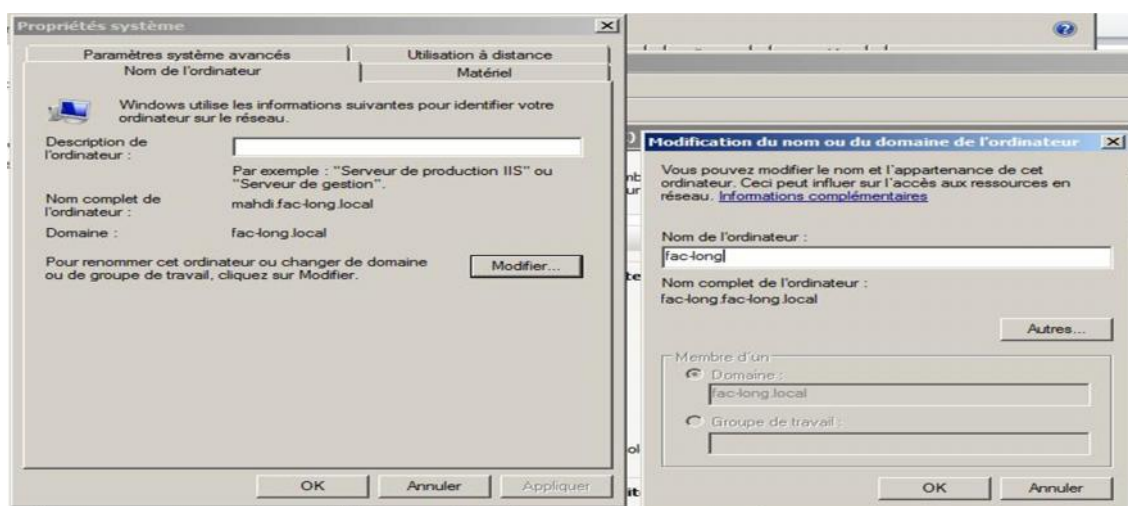 Propriétés système
Paramètres système avancés
Utilisation à distance
Nom de l'ordinateur
Matériel
Windows utilise les informations suivantes pour identifier votre
ordinateur sur le réseau.
Description de
l'ordinateur :
Par exemple : "Serveur de production IIS" ou
"Serveur de gestion".
Nom complet de
l'ordinateur :
mahdi.fac-long.local
Domaine :
fac-long.local
Pour renommer cet ordinateur ou changer de domaine
ou de groupe de travail, cliquez sur Modifier.
Modifier...
OK
Annuler
Appliquer
Modification du nom ou du domaine de l'ordinateur
Vous pouvez modifier le nom et l'appartenance de cet
ordinateur. Ceci peut influer sur l'accès aux ressources en
réseau. Informations complémentaires
Nom de l'ordinateur :
fac-long
Nom complet de l'ordinateur :
fac-long.fac-long.local
Autres...
Membre d'un
Domaine :
fac-long.local
Groupe de travail :
OK
Annuler